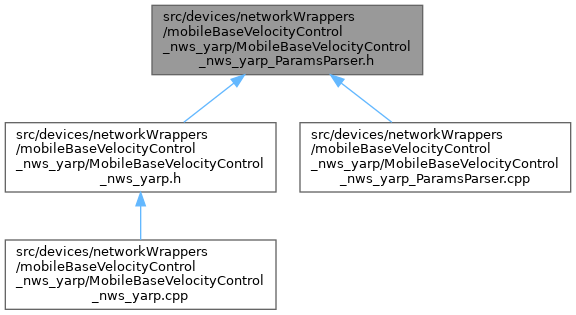 src/devices/networkWrappers
/mobileBaseVelocityControl
_nws_yarp/MobileBaseVelocityControl
_nws_yarp_ParamsParser.h
src/devices/networkWrappers
/mobileBaseVelocityControl
_nws_yarp/MobileBaseVelocityControl
_nws_yarp.h
src/devices/networkWrappers
/mobileBaseVelocityControl
_nws_yarp/MobileBaseVelocityControl
_nws_yarp_ParamsParser.cpp
src/devices/networkWrappers
/mobileBaseVelocityControl
_nws_yarp/MobileBaseVelocityControl
_nws_yarp.cpp